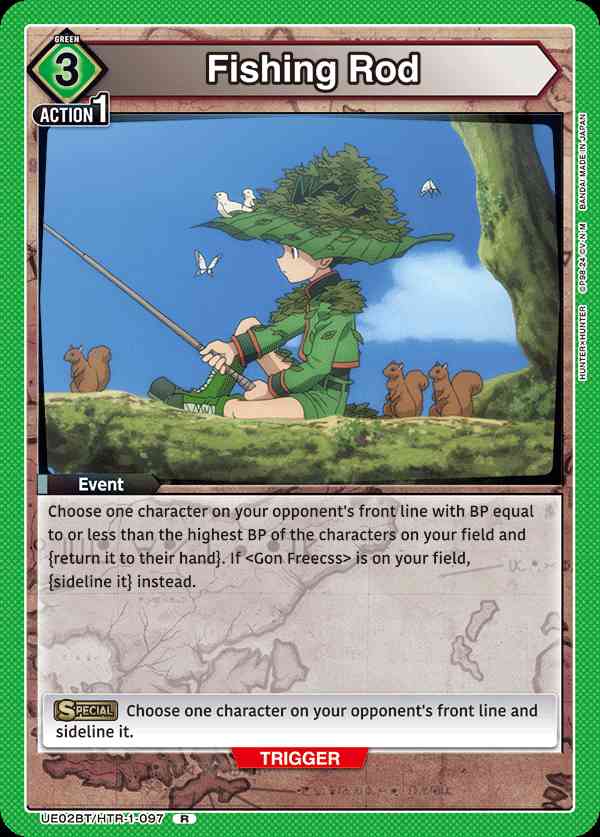 GREEN
3
Fishing Rod
ACTION 1
HUNTER×HUNTER ©P98-24 ©V・N・M BANDAI MADE IN JAPAN
Event
Choose one character on your opponent's front line with BP equal
to or less than the highest BP of the characters on your field and
{return it to their hand}. If <Gon Freecss> is on your field,
{sideline it} instead.
SPECIAL Choose one character on your opponent's front line and
sideline it.
TRIGGER
UE02BT/HTR-1-097 R